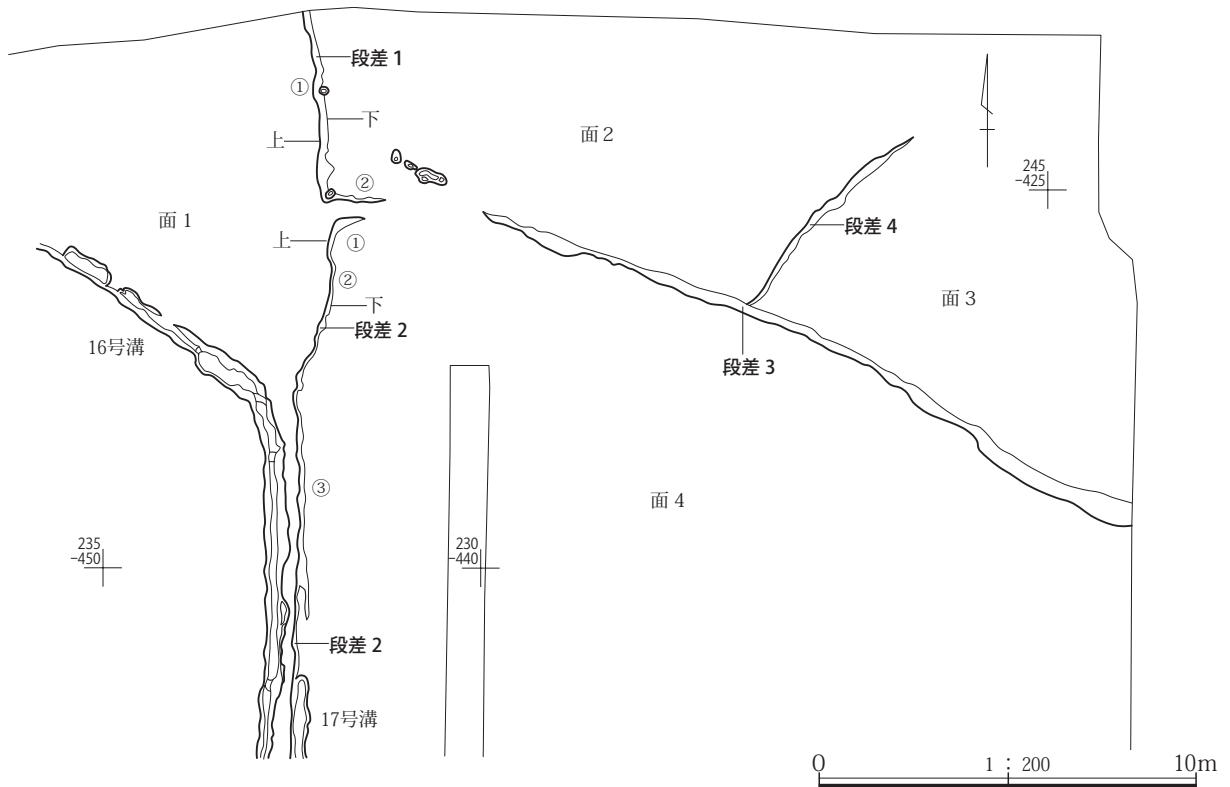 段差 1
①
下
上
面 2
245
-425
②
面 1
段差 4
上
①
②
面 3
下
段差 2
16号溝
段差 3
③
面 4
235
-450
230
-440
段差 2
17号溝
0 1 : 200 10m